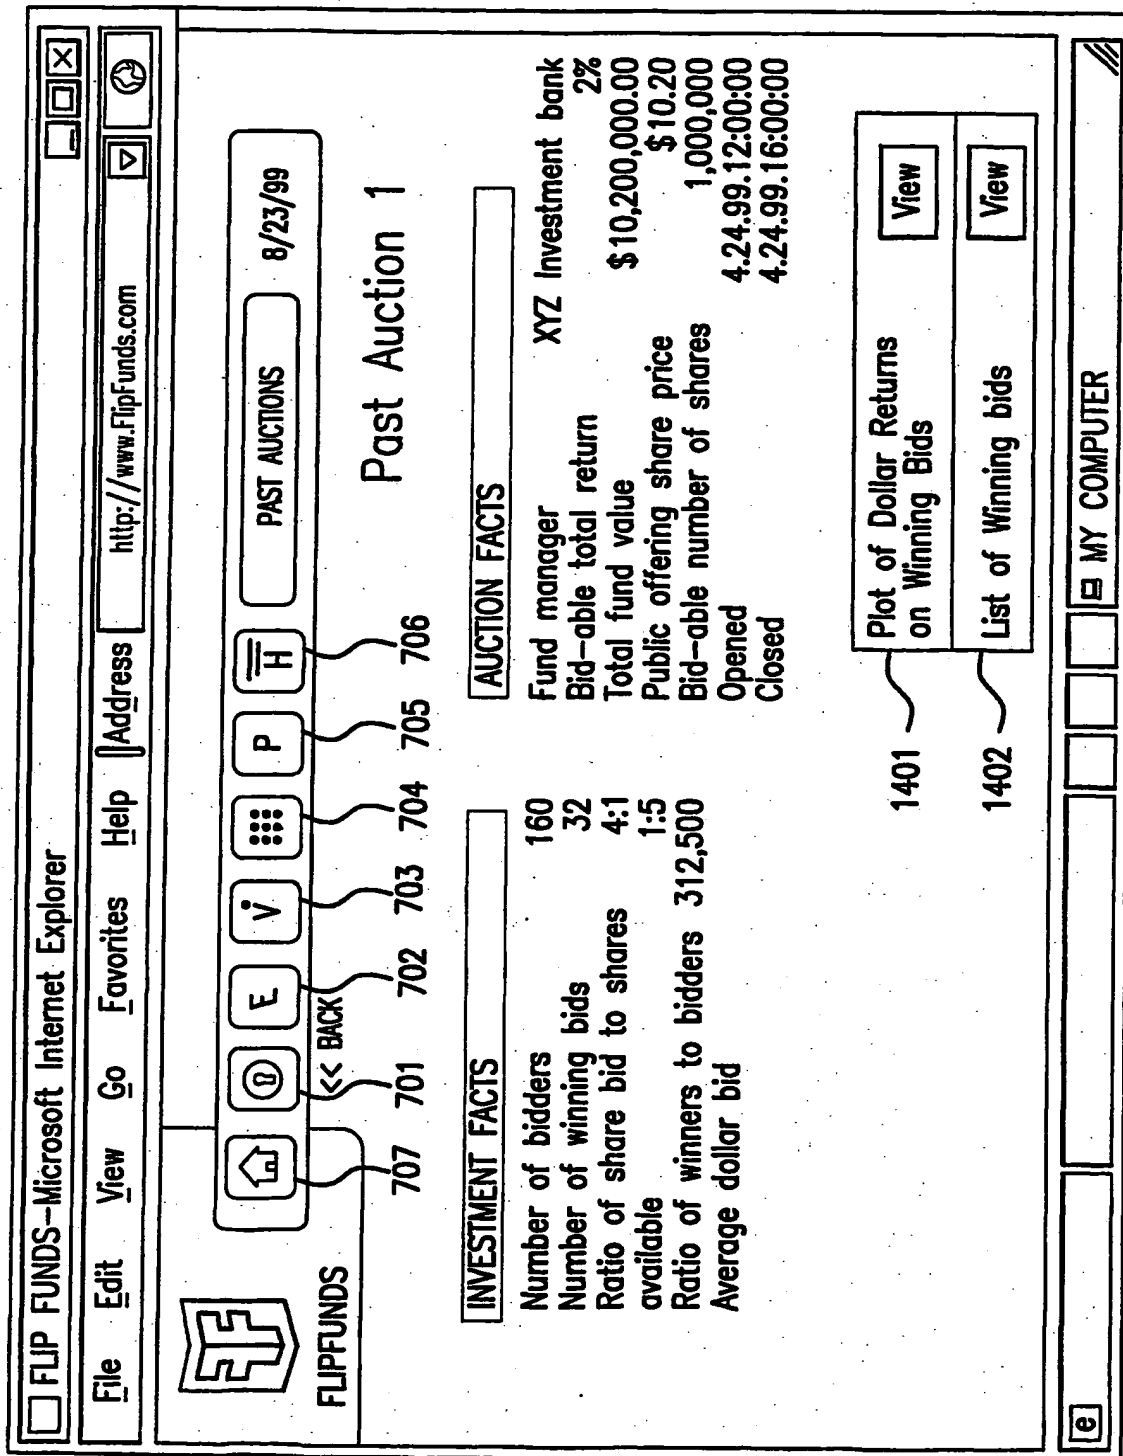 FLIP FUNDS–Microsoft Internet Explorer
File Edit View Go Favorites Help Address http://www.FlipFunds.com
FLIPFUNDS
E V P H PAST AUCTIONS 8/23/99
<< BACK
707 701 702 703 704 705 706
Past Auction 1
INVESTMENT FACTS
Number of bidders 160
Number of winning bids 32
Ratio of share bid to shares 4:1
available 1:5
Ratio of winners to bidders 312,500
Average dollar bid
AUCTION FACTS
Fund manager XYZ Investment bank
Bid–able total return 2%
Total fund value $10,200,000.00
Public offering share price $10.20
Bid–able number of shares 1,000,000
Opened 4.24.99.12:00:00
Closed 4.24.99.16:00:00
1401
Plot of Dollar Returns
on Winning Bids View
1402
List of Winning bids View
e MY COMPUTER